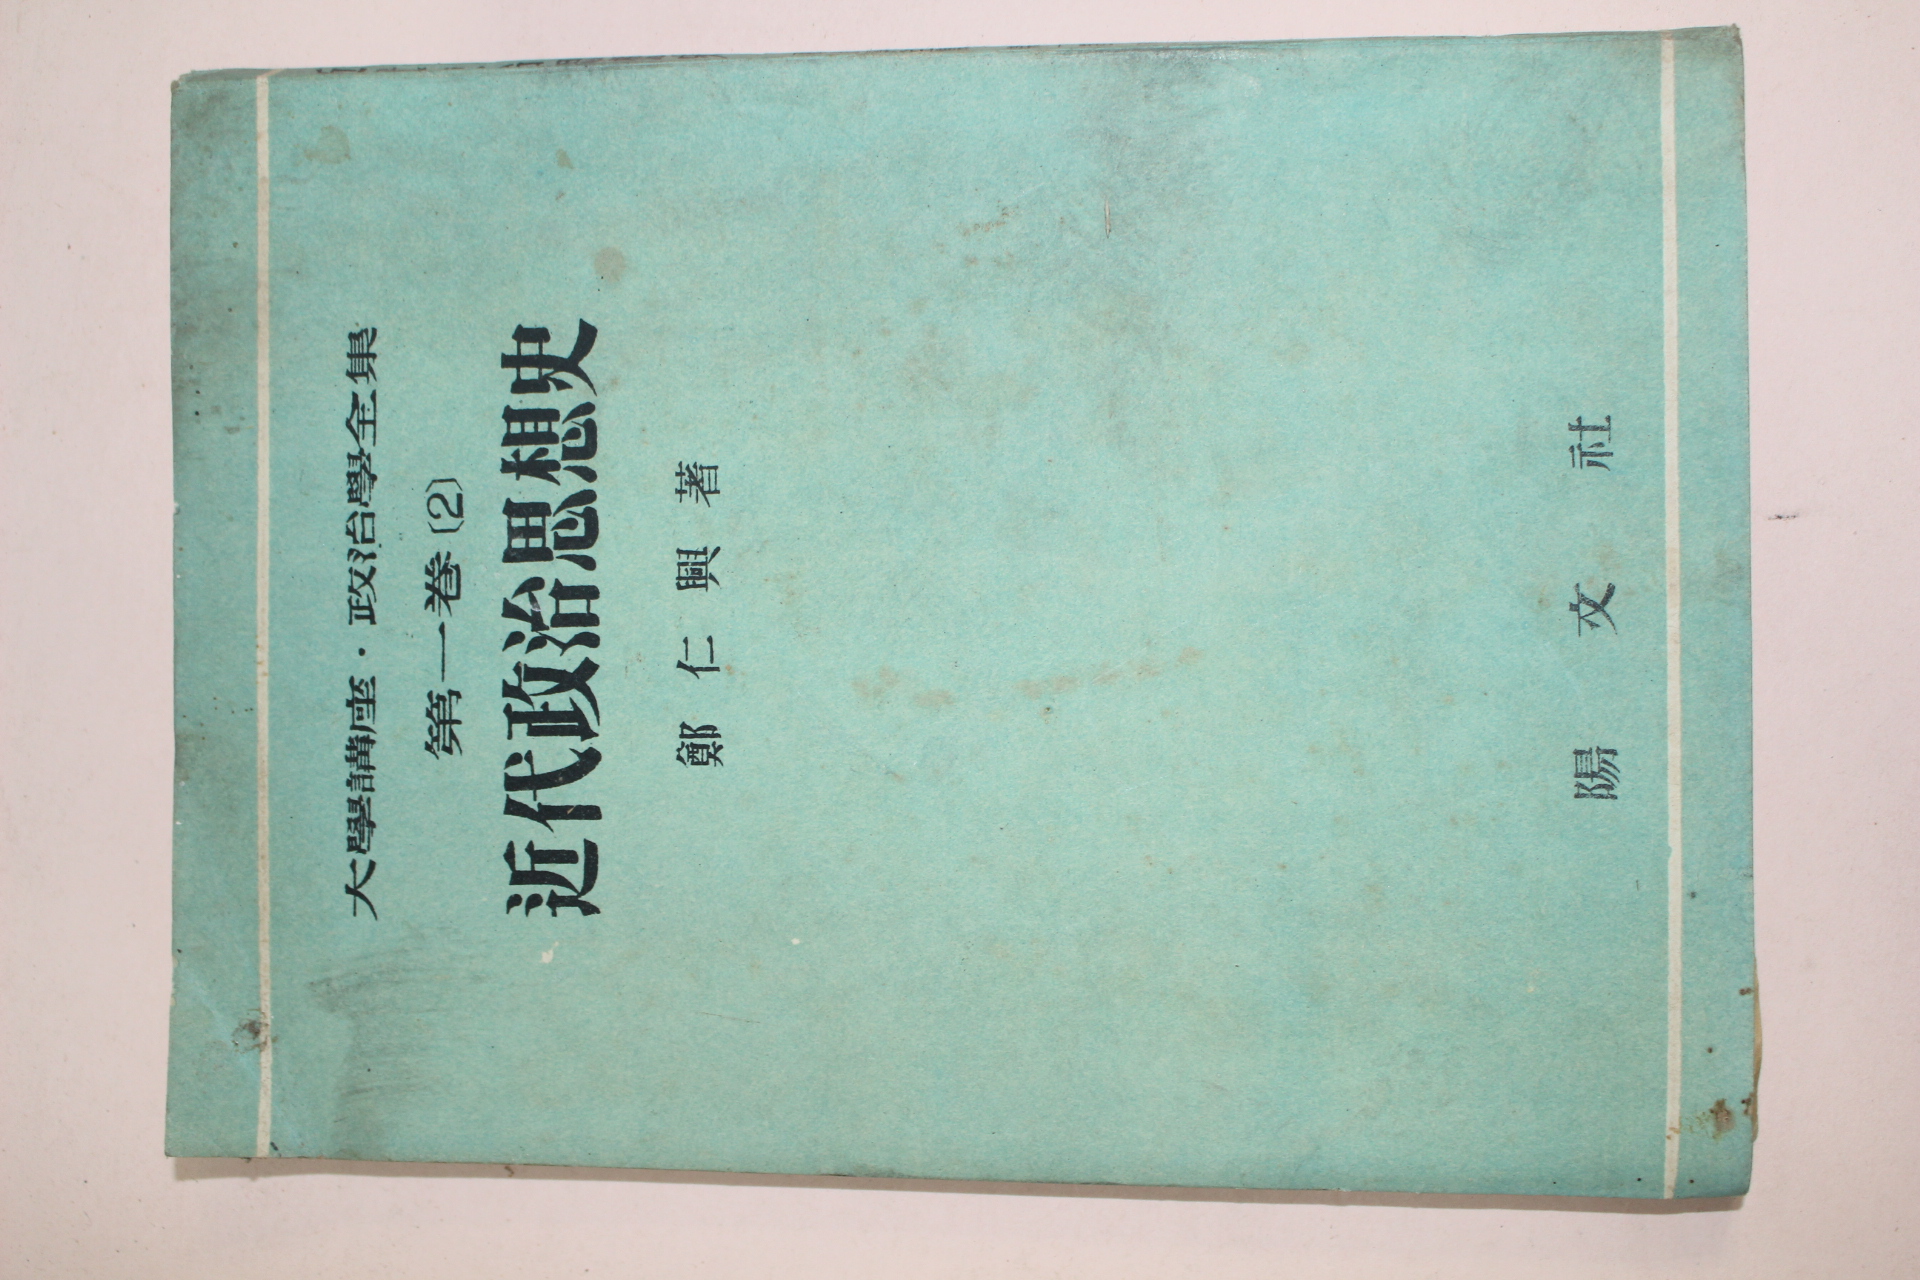 大學講座・政治學全集
第一卷〔2〕
近代政治思想史
鄭仁興 著
陽文社